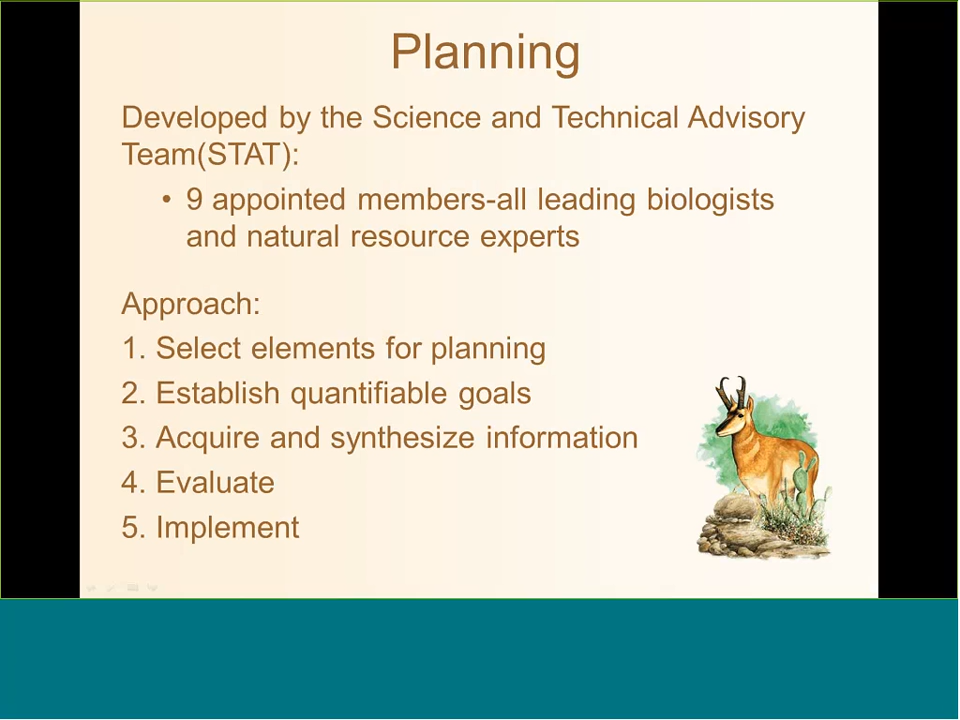 Planning
Developed by the Science and Technical Advisory
Team(STAT):
• 9 appointed members-all leading biologists
and natural resource experts
Approach:
1. Select elements for planning
2. Establish quantifiable goals
3. Acquire and synthesize information
4. Evaluate
5. Implement